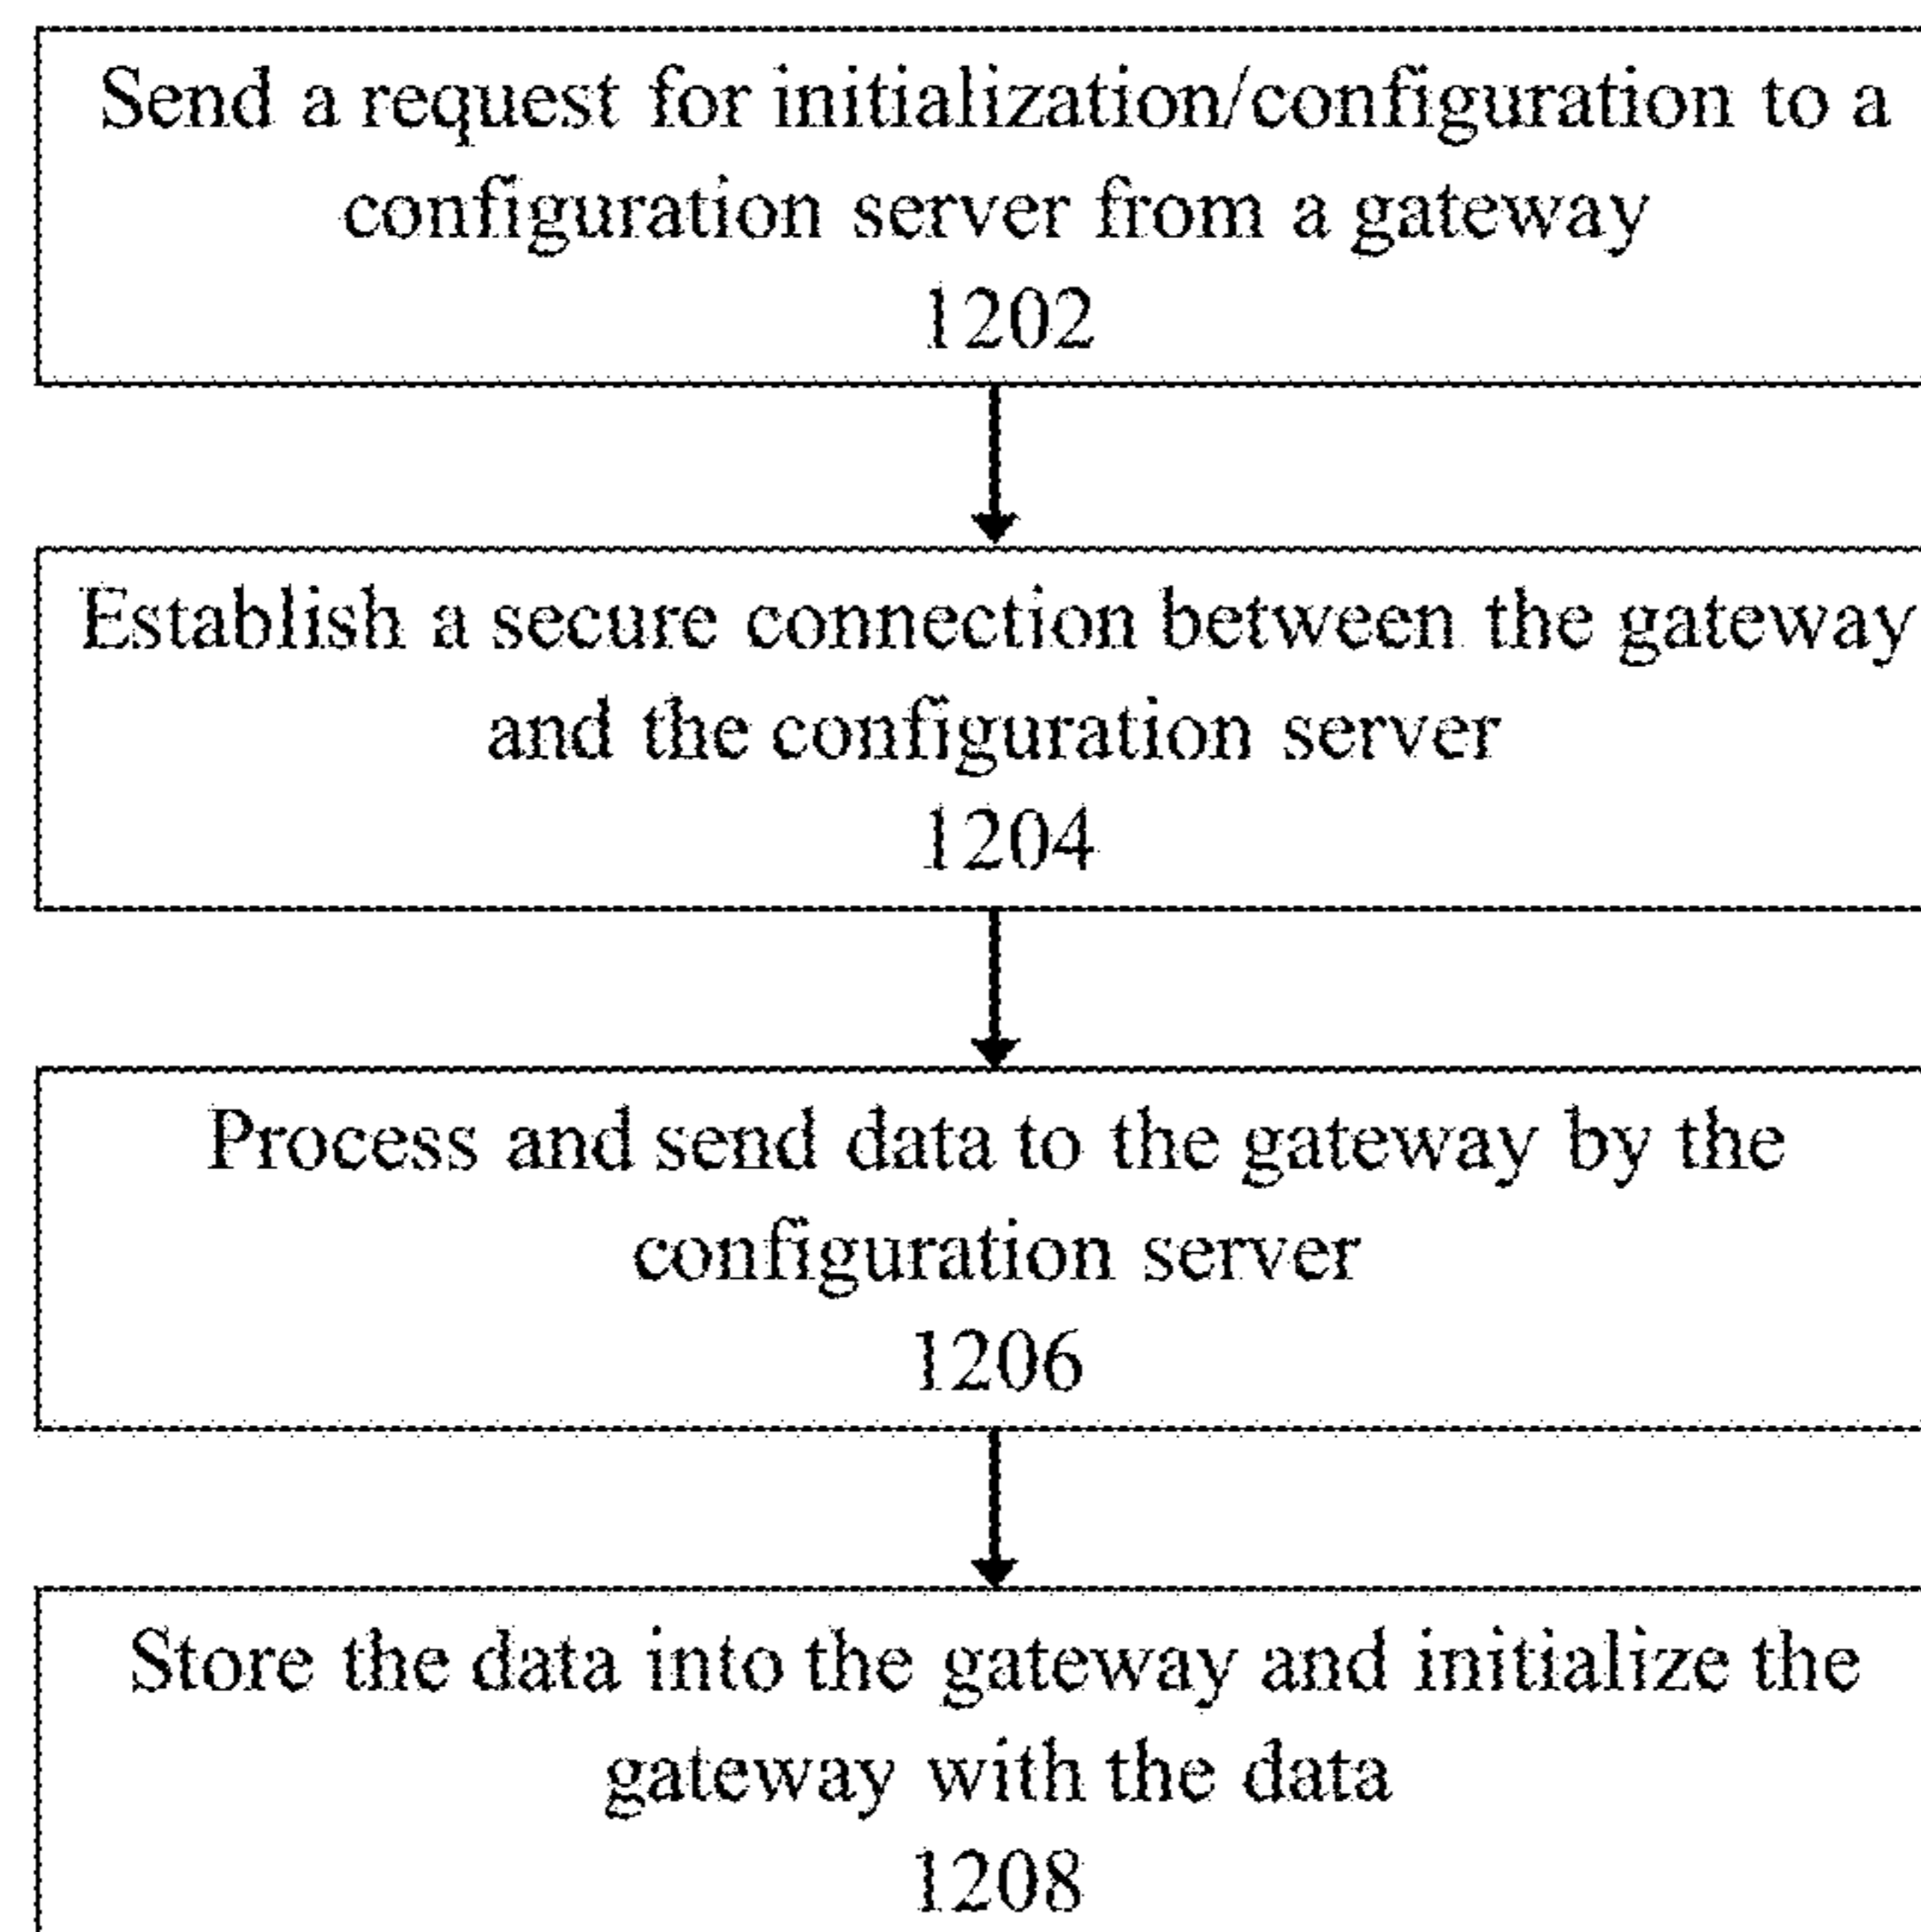 Send a request for initialization/configuration to a
configuration server from a gateway
1202
Establish a secure connection between the gateway
and the configuration server
1204
Process and send data to the gateway by the
configuration server
1206
Store the data into the gateway and initialize the
gateway with the data
1208